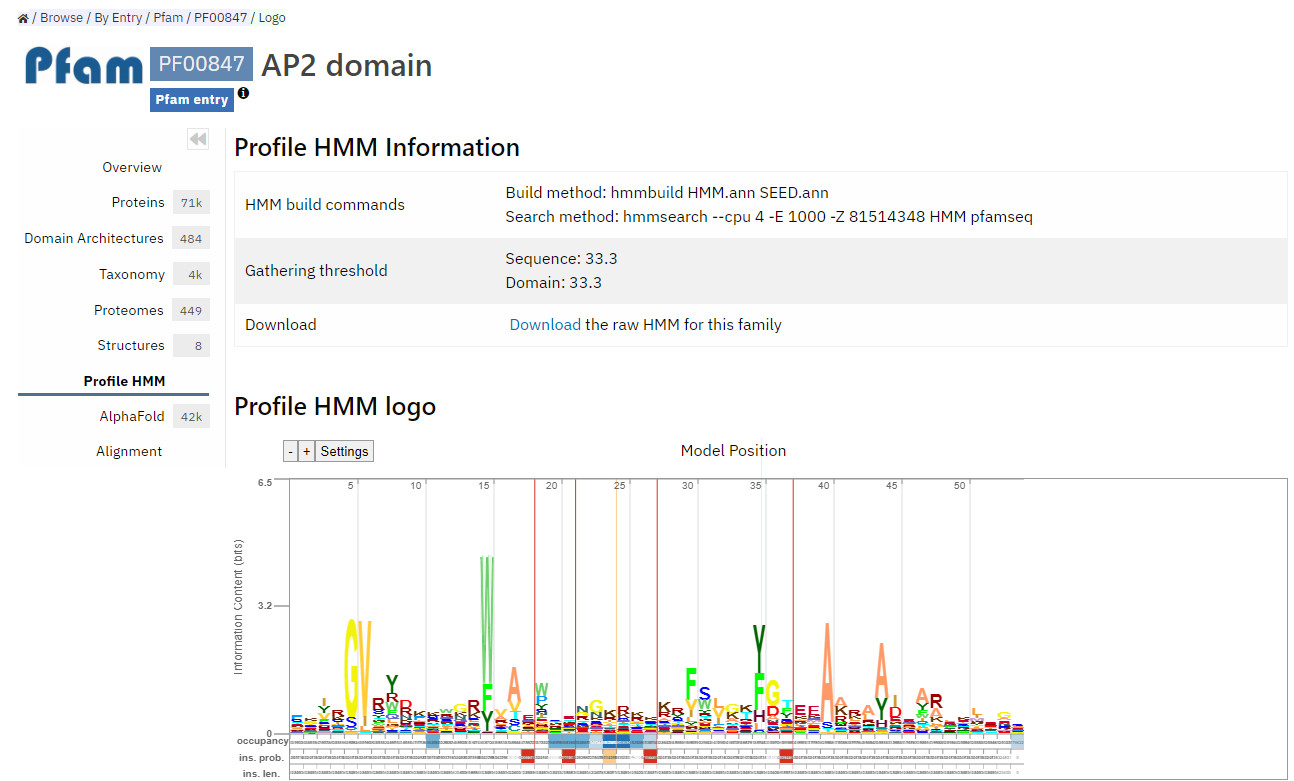 / Browse / By Entry / Pfam / PF00847 / Logo
Pfam PF00847 AP2 domain
Pfam entry
Overview
Proteins 71k
Domain Architectures 484
Taxonomy 4k
Proteomes 449
Structures 8
Profile HMM
AlphaFold 42k
Alignment
Profile HMM Information
HMM build commands
Build method: hmmbuild HMM.ann SEED.ann
Search method: hmmsearch --cpu 4 -E 1000 -Z 81514348 HMM pfamseq
Gathering threshold
Sequence: 33.3
Domain: 33.3
Download
Download the raw HMM for this family
Profile HMM logo
- + Settings
Model Position
6.5 5 10 15 20 25 30 35 40 45 50
Information Content (bits)
3.2
0
occupancy
ins. prob.
ins. len.